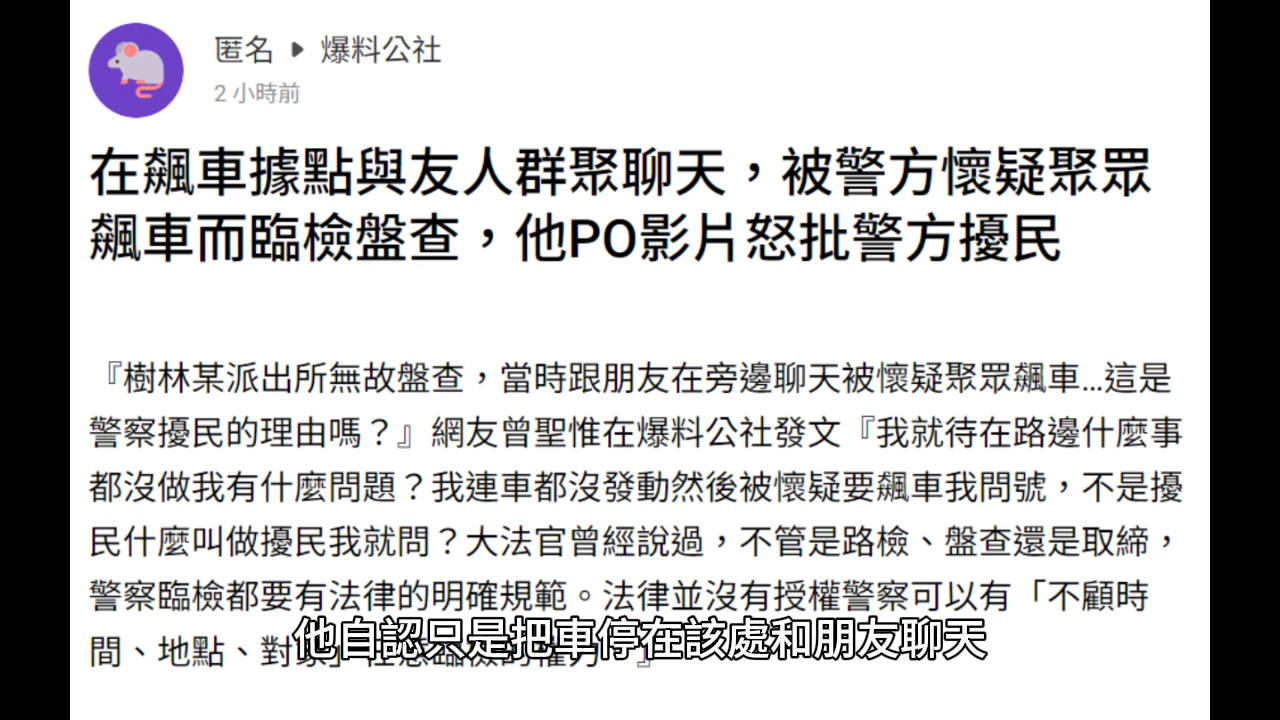 匿名 ▶ 爆料公社
2 小時前
在飆車據點與友人群聚聊天，被警方懷疑聚眾
飆車而臨檢盤查，他PO影片怒批警方擾民
『樹林某派出所無故盤查，當時跟朋友在旁邊聊天被懷疑聚眾飆車...這是
警察擾民的理由嗎？』網友曾聖惟在爆料公社發文『我就待在路邊什麼事
都沒做我有什麼問題？我連車都沒發動然後被懷疑要飆車我問號，不是擾
民什麼叫做擾民我就問？大法官曾經說過，不管是路檢、盤查還是取締，
警察臨檢都要有法律的明確規範。法律並沒有授權警察可以有「不顧時
間、地點、對
他自認只是把車停在該處和朋友聊天